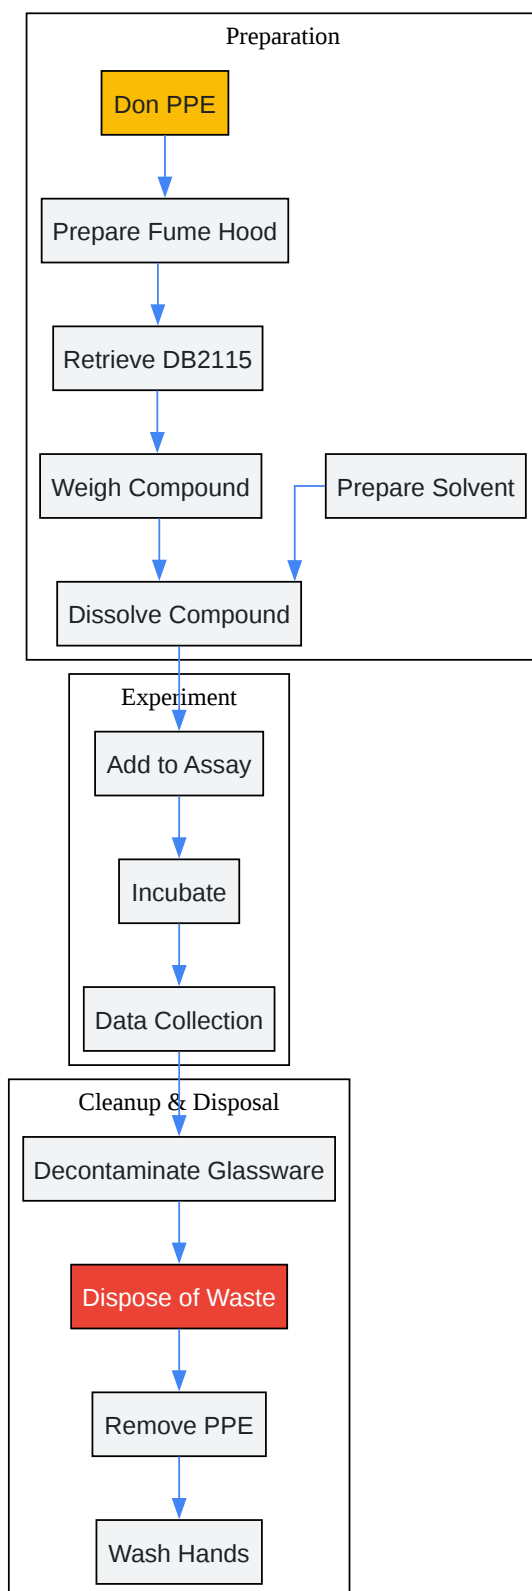 Preparation
Don PPE
Prepare Fume Hood
Retrieve DB2115
Weigh Compound
Prepare Solvent
Dissolve Compound
Experiment
Add to Assay
Incubate
Data Collection
Cleanup & Disposal
Decontaminate Glassware
Dispose of Waste
Remove PPE
Wash Hands